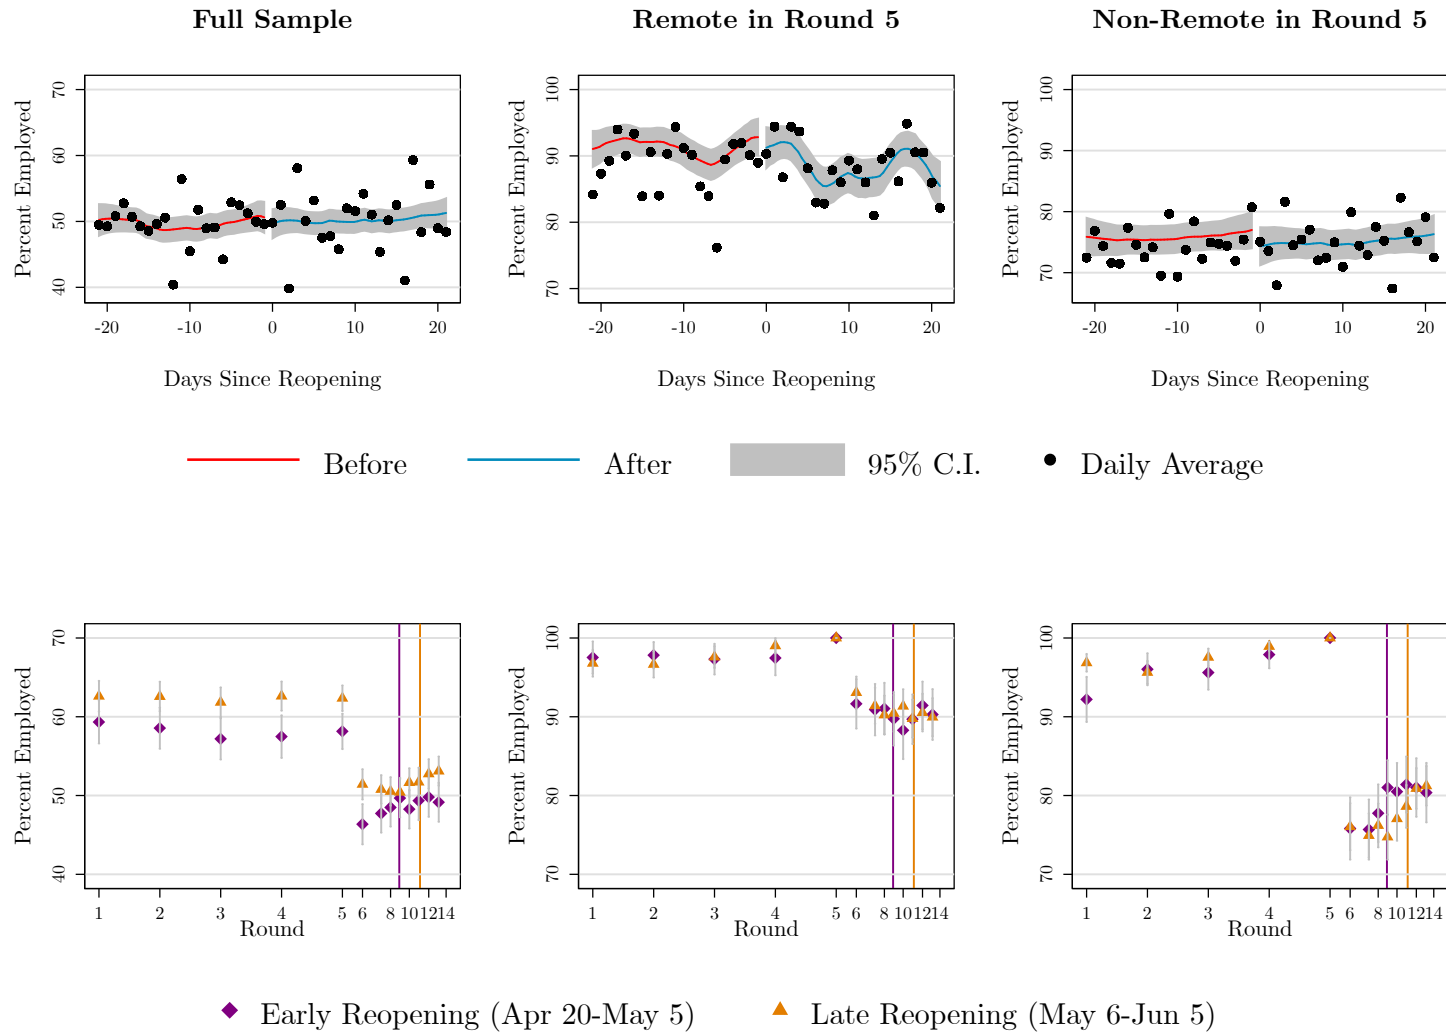 Full Sample
Remote in Round 5
Non-Remote in Round 5
Percent Employed
40 50 60 70
-20 -10 0 10 20
Days Since Reopening
Percent Employed
70 80 90 100
-20 -10 0 10 20
Days Since Reopening
Percent Employed
70 80 90 100
-20 -10 0 10 20
Days Since Reopening
Before
After
95% C.I.
Daily Average
Percent Employed
40 50 60 70
1 2 3 4 5 6 8 10 12 14
Round
Percent Employed
70 80 90 100
1 2 3 4 5 6 8 10 12 14
Round
Percent Employed
70 80 90 100
1 2 3 4 5 6 8 10 12 14
Round
Early Reopening (Apr 20-May 5)
Late Reopening (May 6-Jun 5)